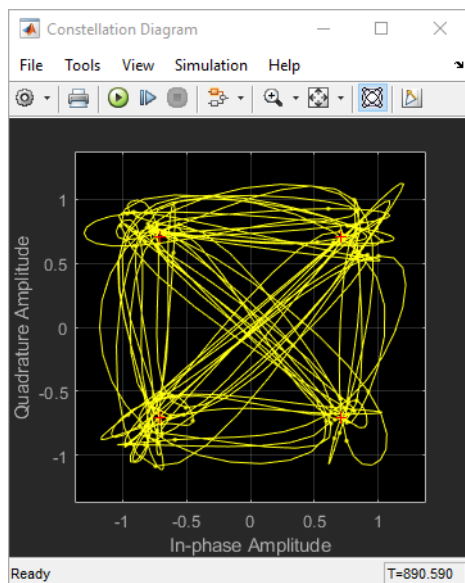 Constellation Diagram
File Tools View Simulation Help
1
0.5
0
-0.5
-1
Quadrature Amplitude
-1 -0.5 0 0.5 1
In-phase Amplitude
Ready T=890.590